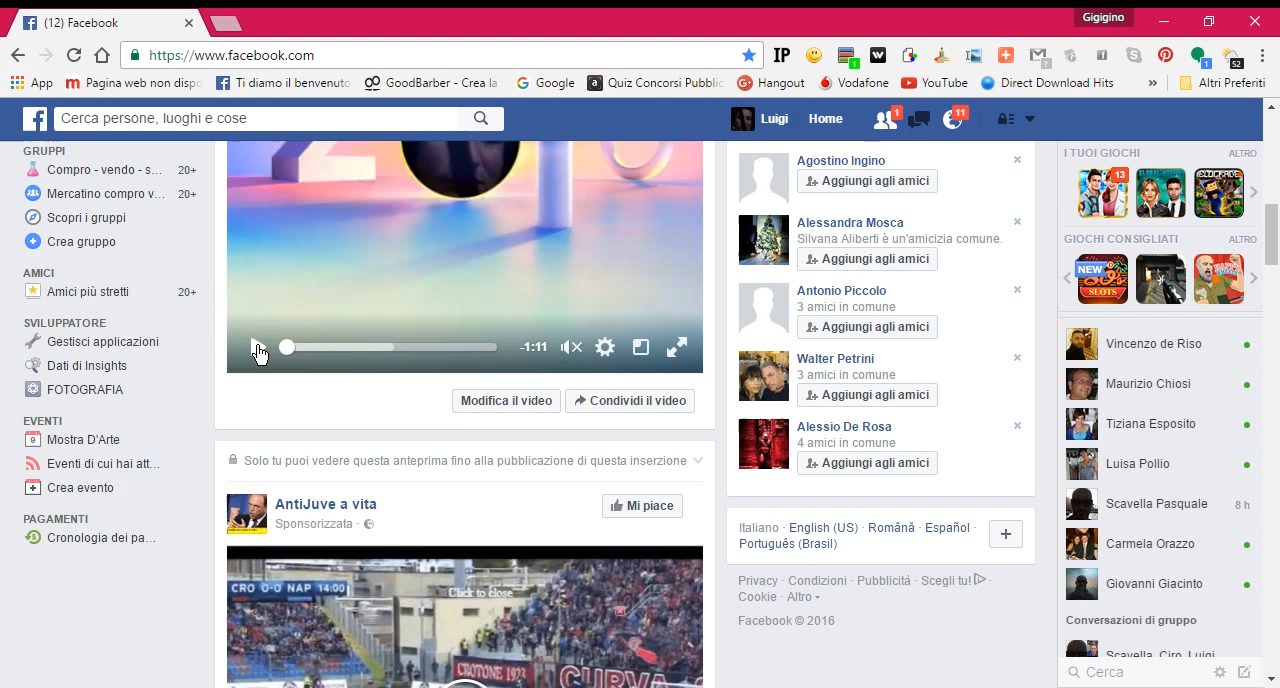 (12) Facebook
Gigigino
https://www.facebook.com
IP
1
W
52
App
Pagina web non dispo
Ti diamo il benvenuto
GoodBarber - Crea la
Google
Quiz Concorsi Pubblic
Hangout
Vodafone
YouTube
Direct Download Hits
»
Altri Preferiti
Cerca persone, luoghi e cose
Luigi
Home
1
11
GRUPPI
Compro - vendo - s... 20+
Mercatino compro v... 20+
Scopri i gruppi
Crea gruppo
AMICI
Amici più stretti 20+
SVILUPPATORE
Gestisci applicazioni
Dati di Insights
FOTOGRAFIA
EVENTI
Mostra D'Arte
Eventi di cui hai att...
Crea evento
PAGAMENTI
Cronologia dei pa...
-1:11
Modifica il video
Condividi il video
Solo tu puoi vedere questa anteprima fino alla pubblicazione di questa inserzione
AntiJuve a vita
Sponsorizzata ·
Mi piace
CRO 0-0 NAP 14:00
Click to close
CROTONE 1923
CURVA
Agostino Ingino
Aggiungi agli amici
Alessandra Mosca
Silvana Aliberti è un'amicizia comune.
Aggiungi agli amici
Antonio Piccolo
3 amici in comune
Aggiungi agli amici
Walter Petrini
3 amici in comune
Aggiungi agli amici
Alessio De Rosa
4 amici in comune
Aggiungi agli amici
Italiano · English (US) · Română · Español ·
Português (Brasil)
Privacy · Condizioni · Pubblicità · Scegli tu! ·
Cookie · Altro
Facebook © 2016
I TUOI GIOCHI ALTRO
13
GIOCHI CONSIGLIATI ALTRO
NEW
SLOTS
Vincenzo de Riso
Maurizio Chiosi
Tiziana Esposito
Luisa Pollio
Scavella Pasquale 8 h
Carmela Orazzo
Giovanni Giacinto
Conversazioni di gruppo
Scavella, Ciro, Luigi
Cerca